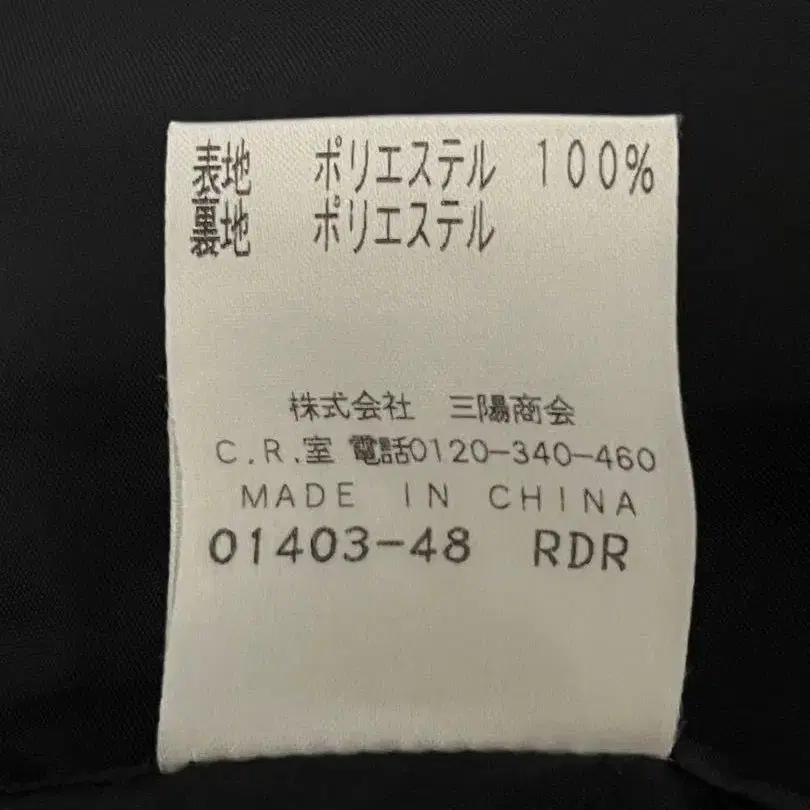 表地 ポリエステル 100%
裏地 ポリエステル
株式会社 三陽商会
C.R.室 電話0120-340-460
MADE IN CHINA
01403-48 RDR